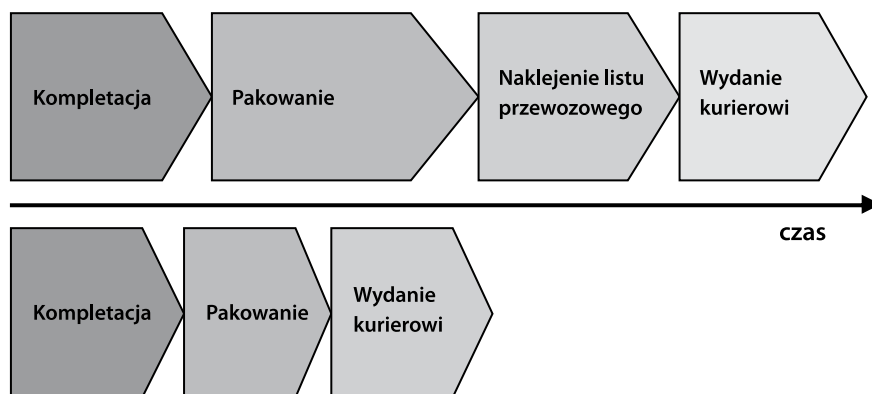 Kompletacja
Pakowanie
Naklejenie listu
przewozowego
Wydanie
kurierowi
czas
Kompletacja
Pakowanie
Wydanie
kurierowi